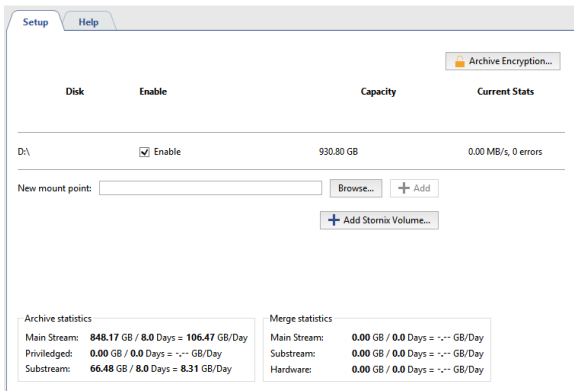 Setup Help
Archive Encryption...
Disk Enable Capacity Current Stats
D:\ Enable 930.80 GB 0.00 MB/s, 0 errors
New mount point: Browse... Add
Add Stornix Volume...
Archive statistics Merge statistics
Main Stream: 848.17 GB / 8.0 Days = 106.47 GB/Day Main Stream: 0.00 GB / 0.0 Days = -.-- GB/Day
Priviledged: 0.00 GB / 0.0 Days = -.-- GB/Day Substream: 0.00 GB / 0.0 Days = -.-- GB/Day
Substream: 66.48 GB / 8.0 Days = 8.31 GB/Day Hardware: 0.00 GB / 0.0 Days = -.-- GB/Day